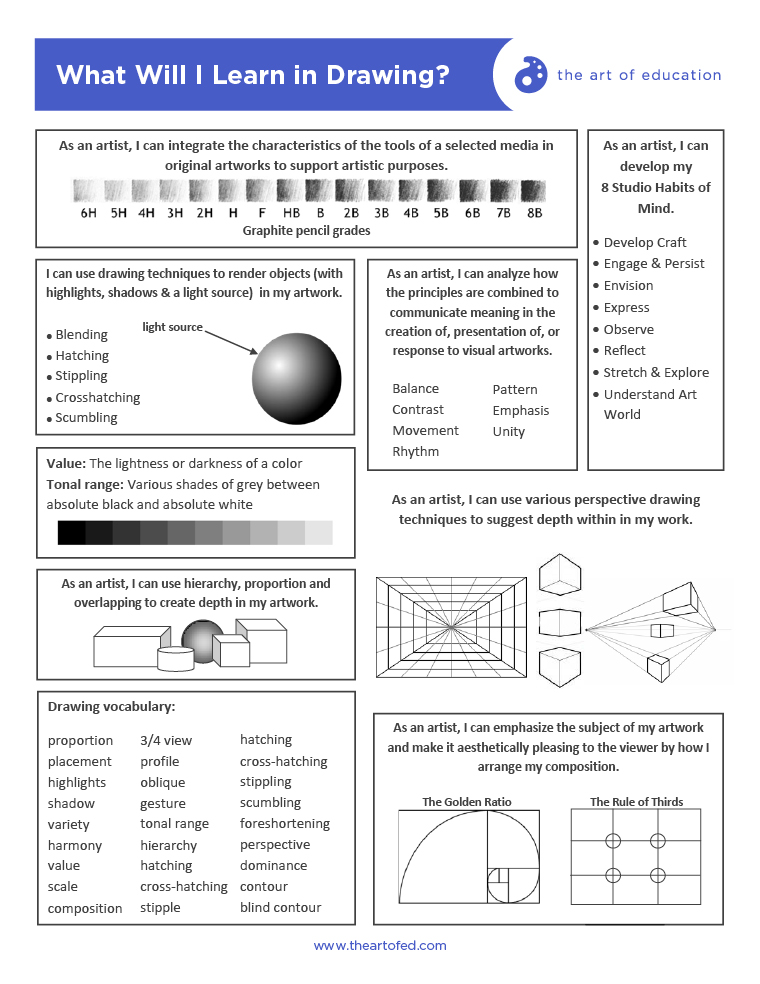 What Will I Learn in Drawing?
the art of education
As an artist, I can integrate the characteristics of the tools of a selected media in
original artworks to support artistic purposes.
6H 5H 4H 3H 2H H F HB B 2B 3B 4B 5B 6B 7B 8B
Graphite pencil grades
As an artist, I can
develop my
8 Studio Habits of
Mind.
• Develop Craft
• Engage & Persist
• Envision
• Express
• Observe
• Reflect
• Stretch & Explore
• Understand Art
World
I can use drawing techniques to render objects (with
highlights, shadows & a light source) in my artwork.
light source
• Blending
• Hatching
• Stippling
• Crosshatching
• Scumbling
As an artist, I can analyze how
the principles are combined to
communicate meaning in the
creation of, presentation of, or
response to visual artworks.
Balance
Contrast
Movement
Rhythm
Pattern
Emphasis
Unity
Value: The lightness or darkness of a color
Tonal range: Various shades of grey between
absolute black and absolute white
As an artist, I can use various perspective drawing
techniques to suggest depth within in my work.
As an artist, I can use hierarchy, proportion and
overlapping to create depth in my artwork.
Drawing vocabulary:
proportion
placement
highlights
shadow
variety
harmony
value
scale
composition
3/4 view
profile
oblique
gesture
tonal range
hierarchy
hatching
cross-hatching
stipple
hatching
cross-hatching
stippling
scumbling
foreshortening
perspective
dominance
contour
blind contour
As an artist, I can emphasize the subject of my artwork
and make it aesthetically pleasing to the viewer by how I
arrange my composition.
The Golden Ratio
The Rule of Thirds
www.theartofed.com